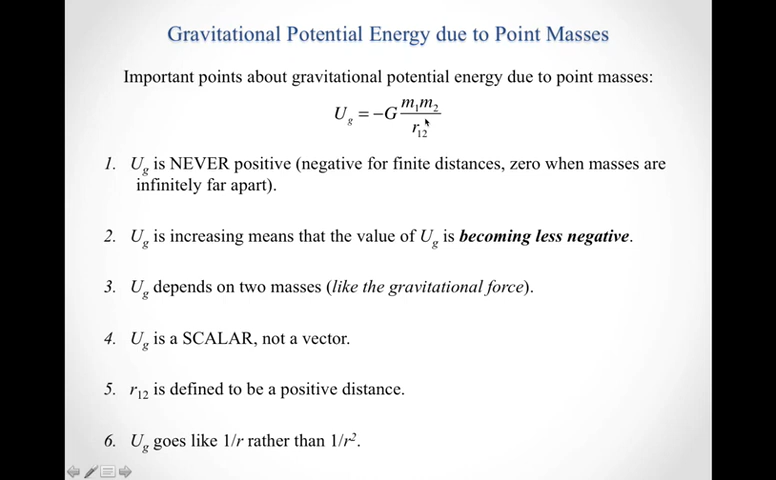 Gravitational Potential Energy due to Point Masses
Important points about gravitational potential energy due to point masses:
U_g = −G m₁m₂ / r₁₂
1. U_g is NEVER positive (negative for finite distances, zero when masses are
infinitely far apart).
2. U_g is increasing means that the value of U_g is becoming less negative.
3. U_g depends on two masses (like the gravitational force).
4. U_g is a SCALAR, not a vector.
5. r₁₂ is defined to be a positive distance.
6. U_g goes like 1/r rather than 1/r².